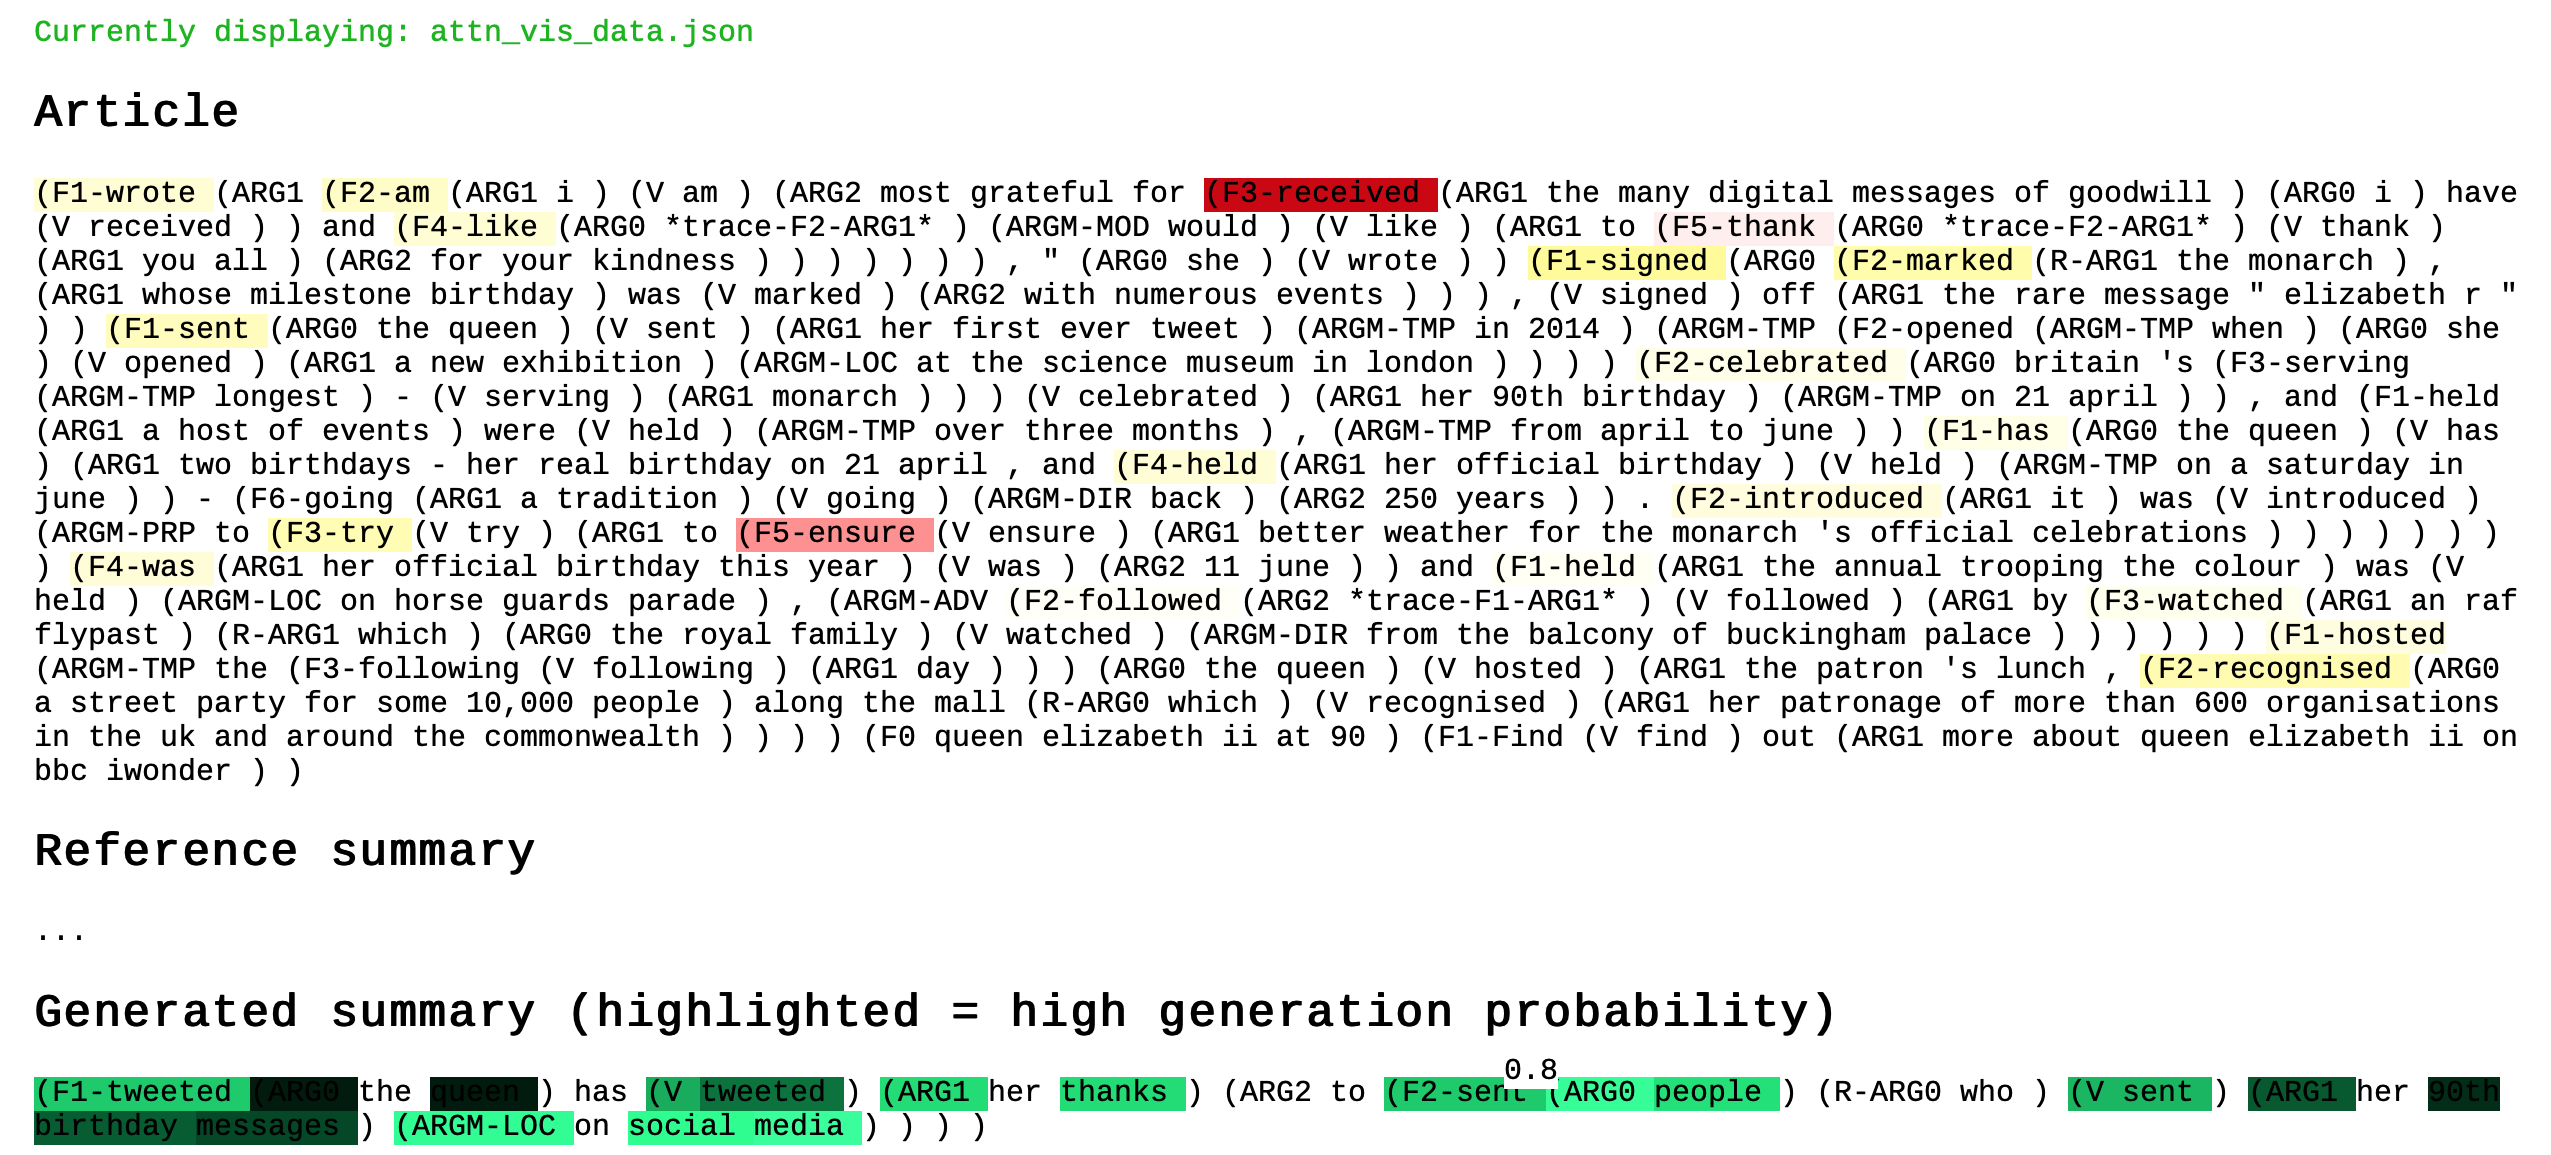 Currently displaying: attn_vis_data.json
Article
(F1-wrote (ARG1 (F2-am (ARG1 i ) (V am ) (ARG2 most grateful for (F3-received (ARG1 the many digital messages of goodwill ) (ARG0 i ) have
(V received ) ) and (F4-like (ARG0 *trace-F2-ARG1* ) (ARGM-MOD would ) (V like ) (ARG1 to (F5-thank (ARG0 *trace-F2-ARG1* ) (V thank )
(ARG1 you all ) (ARG2 for your kindness ) ) ) ) ) ) ) , " (ARG0 she ) (V wrote ) ) (F1-signed (ARG0 (F2-marked (R-ARG1 the monarch ) ,
(ARG1 whose milestone birthday ) was (V marked ) (ARG2 with numerous events ) ) ) , (V signed ) off (ARG1 the rare message " elizabeth r "
) ) (F1-sent (ARG0 the queen ) (V sent ) (ARG1 her first ever tweet ) (ARGM-TMP in 2014 ) (ARGM-TMP (F2-opened (ARGM-TMP when ) (ARG0 she
) (V opened ) (ARG1 a new exhibition ) (ARGM-LOC at the science museum in london ) ) ) ) (F2-celebrated (ARG0 britain 's (F3-serving
(ARGM-TMP longest ) - (V serving ) (ARG1 monarch ) ) ) (V celebrated ) (ARG1 her 90th birthday ) (ARGM-TMP on 21 april ) ) , and (F1-held
(ARG1 a host of events ) were (V held ) (ARGM-TMP over three months ) , (ARGM-TMP from april to june ) ) (F1-has (ARG0 the queen ) (V has
) (ARG1 two birthdays - her real birthday on 21 april , and (F4-held (ARG1 her official birthday ) (V held ) (ARGM-TMP on a saturday in
june ) ) - (F6-going (ARG1 a tradition ) (V going ) (ARGM-DIR back ) (ARG2 250 years ) ) . (F2-introduced (ARG1 it ) was (V introduced )
(ARGM-PRP to (F3-try (V try ) (ARG1 to (F5-ensure (V ensure ) (ARG1 better weather for the monarch 's official celebrations ) ) ) ) ) ) )
) (F4-was (ARG1 her official birthday this year ) (V was ) (ARG2 11 june ) ) and (F1-held (ARG1 the annual trooping the colour ) was (V
held ) (ARGM-LOC on horse guards parade ) , (ARGM-ADV (F2-followed (ARG2 *trace-F1-ARG1* ) (V followed ) (ARG1 by (F3-watched (ARG1 an raf
flypast ) (R-ARG1 which ) (ARG0 the royal family ) (V watched ) (ARGM-DIR from the balcony of buckingham palace ) ) ) ) ) ) (F1-hosted
(ARGM-TMP the (F3-following (V following ) (ARG1 day ) ) ) (ARG0 the queen ) (V hosted ) (ARG1 the patron 's lunch , (F2-recognised (ARG0
a street party for some 10,000 people ) along the mall (R-ARG0 which ) (V recognised ) (ARG1 her patronage of more than 600 organisations
in the uk and around the commonwealth ) ) ) ) (F0 queen elizabeth ii at 90 ) (F1-Find (V find ) out (ARG1 more about queen elizabeth ii on
bbc iwonder ) )
Reference summary
...
Generated summary (highlighted = high generation probability)
0.8
(F1-tweeted (ARG0 the queen ) has (V tweeted ) (ARG1 her thanks ) (ARG2 to (F2-sent (ARG0 people ) (R-ARG0 who ) (V sent ) (ARG1 her 90th
birthday messages ) (ARGM-LOC on social media ) ) ) )